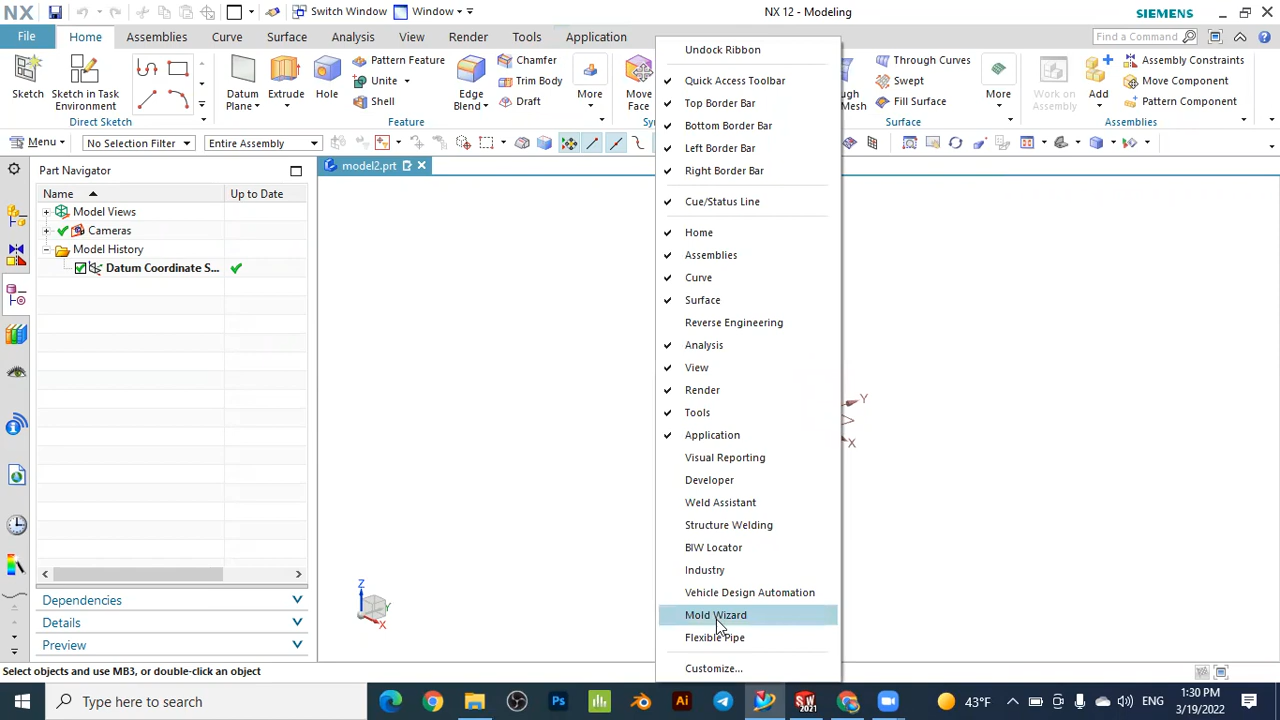 NX
Switch Window
Window
NX 12 - Modeling
SIEMENS
File
Home
Assemblies
Curve
Surface
Analysis
View
Render
Tools
Application
Find a Command
Sketch
Sketch in Task
Environment
Direct Sketch
Datum
Plane
Extrude
Hole
Pattern Feature
Unite
Shell
Edge
Blend
Chamfer
Trim Body
Draft
More
Feature
Move
Face
Through Curves
Swept
Fill Surface
More
Surface
Work on
Assembly
Add
Assembly Constraints
Move Component
Pattern Component
Assemblies
Menu
No Selection Filter
Entire Assembly
Part Navigator
Name
Up to Date
Model Views
Cameras
Model History
Datum Coordinate S...
Dependencies
Details
Preview
model2.prt
Undock Ribbon
Quick Access Toolbar
Top Border Bar
Bottom Border Bar
Left Border Bar
Right Border Bar
Cue/Status Line
Home
Assemblies
Curve
Surface
Reverse Engineering
Analysis
View
Render
Tools
Application
Visual Reporting
Developer
Weld Assistant
Structure Welding
BIW Locator
Industry
Vehicle Design Automation
Mold Wizard
Flexible Pipe
Customize...
Y
X
Z
Y
X
Select objects and use MB3, or double-click an object
Type here to search
Ps
Ai
SW
2021
43°F
ENG
1:30 PM
3/19/2022